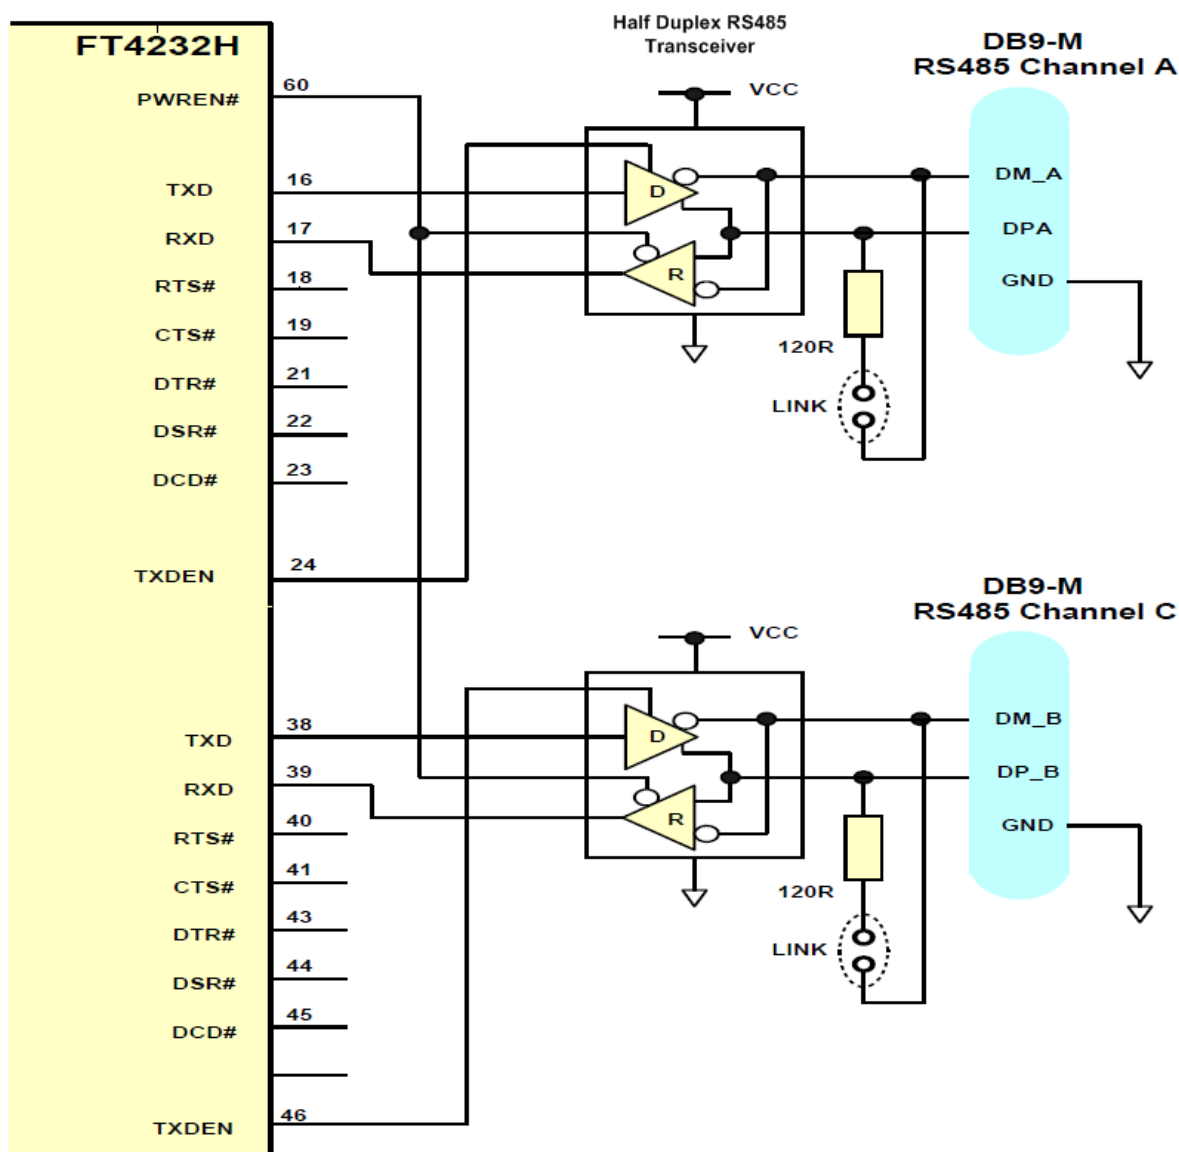 Half Duplex RS485
Transceiver
FT4232H
DB9-M
RS485 Channel A
PWREN#
60
VCC
TXD
16
D
DM_A
RXD
17
DPA
R
RTS#
18
GND
CTS#
19
120R
DTR#
21
LINK
DSR#
22
DCD#
23
TXDEN
24
DB9-M
RS485 Channel C
VCC
TXD
38
D
DM_B
RXD
39
DP_B
R
RTS#
40
GND
CTS#
41
120R
DTR#
43
LINK
DSR#
44
DCD#
45
TXDEN
46